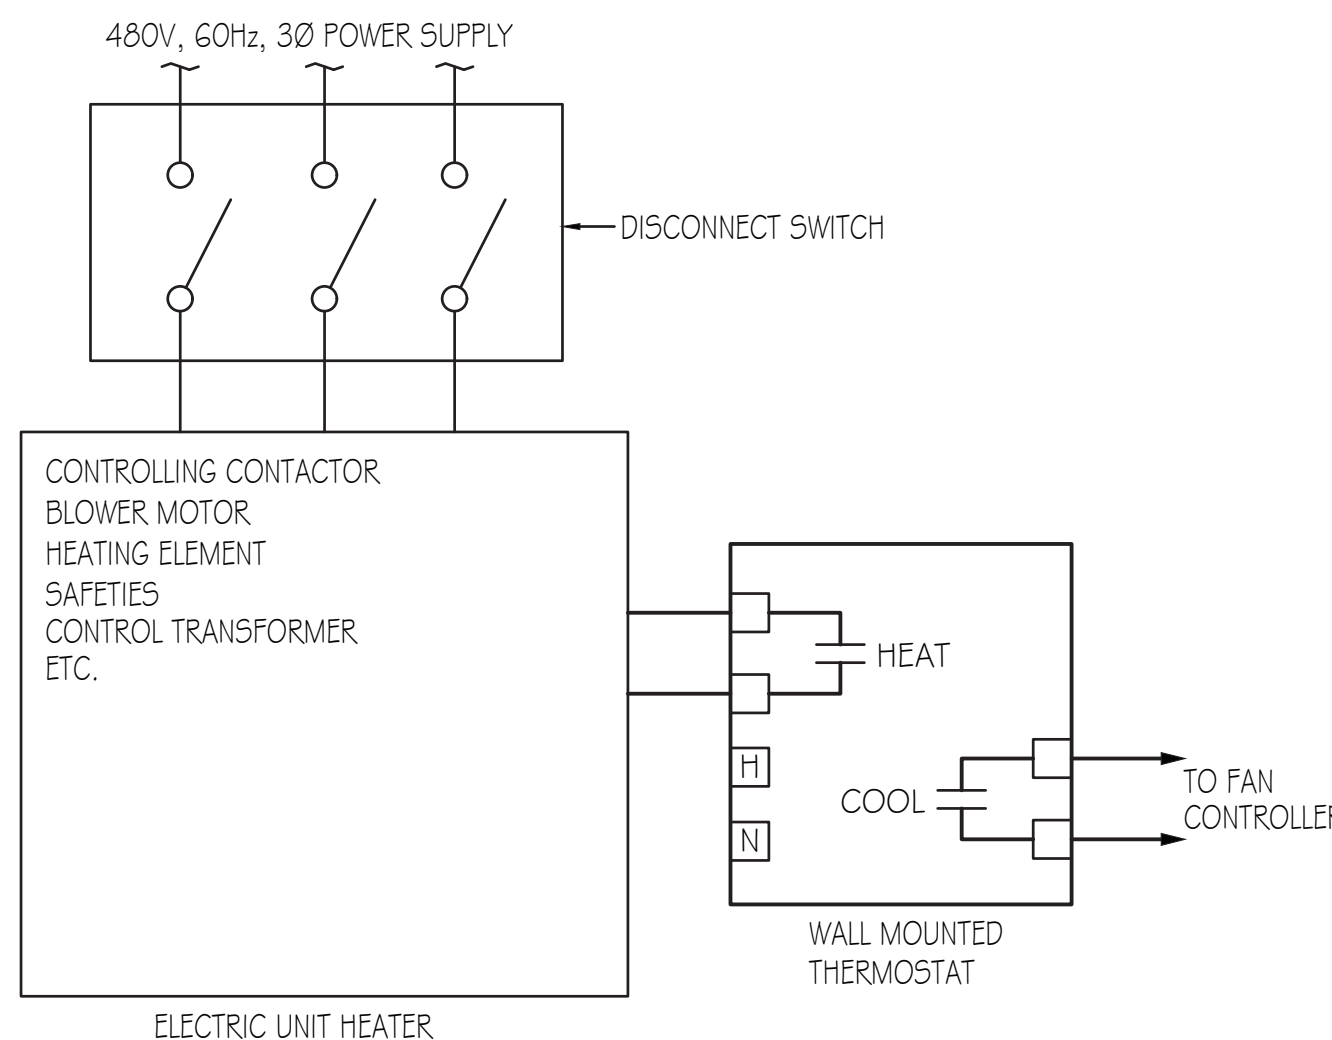 480V, 60Hz, 3Ø POWER SUPPLY
DISCONNECT SWITCH
CONTROLLING CONTACTOR
BLOWER MOTOR
HEATING ELEMENT
SAFETIES
CONTROL TRANSFORMER
ETC.
HEAT
H
COOL
N
TO FAN
CONTROLLER
WALL MOUNTED
THERMOSTAT
ELECTRIC UNIT HEATER